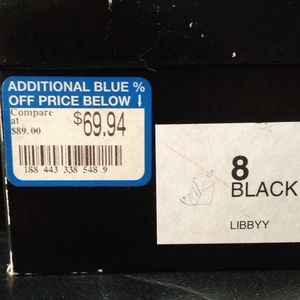 ADDITIONAL BLUE %
OFF PRICE BELOW ↓
Compare
at
$89.00
$69.94
188 443 338 548 9
8
BLACK
LIBBYY